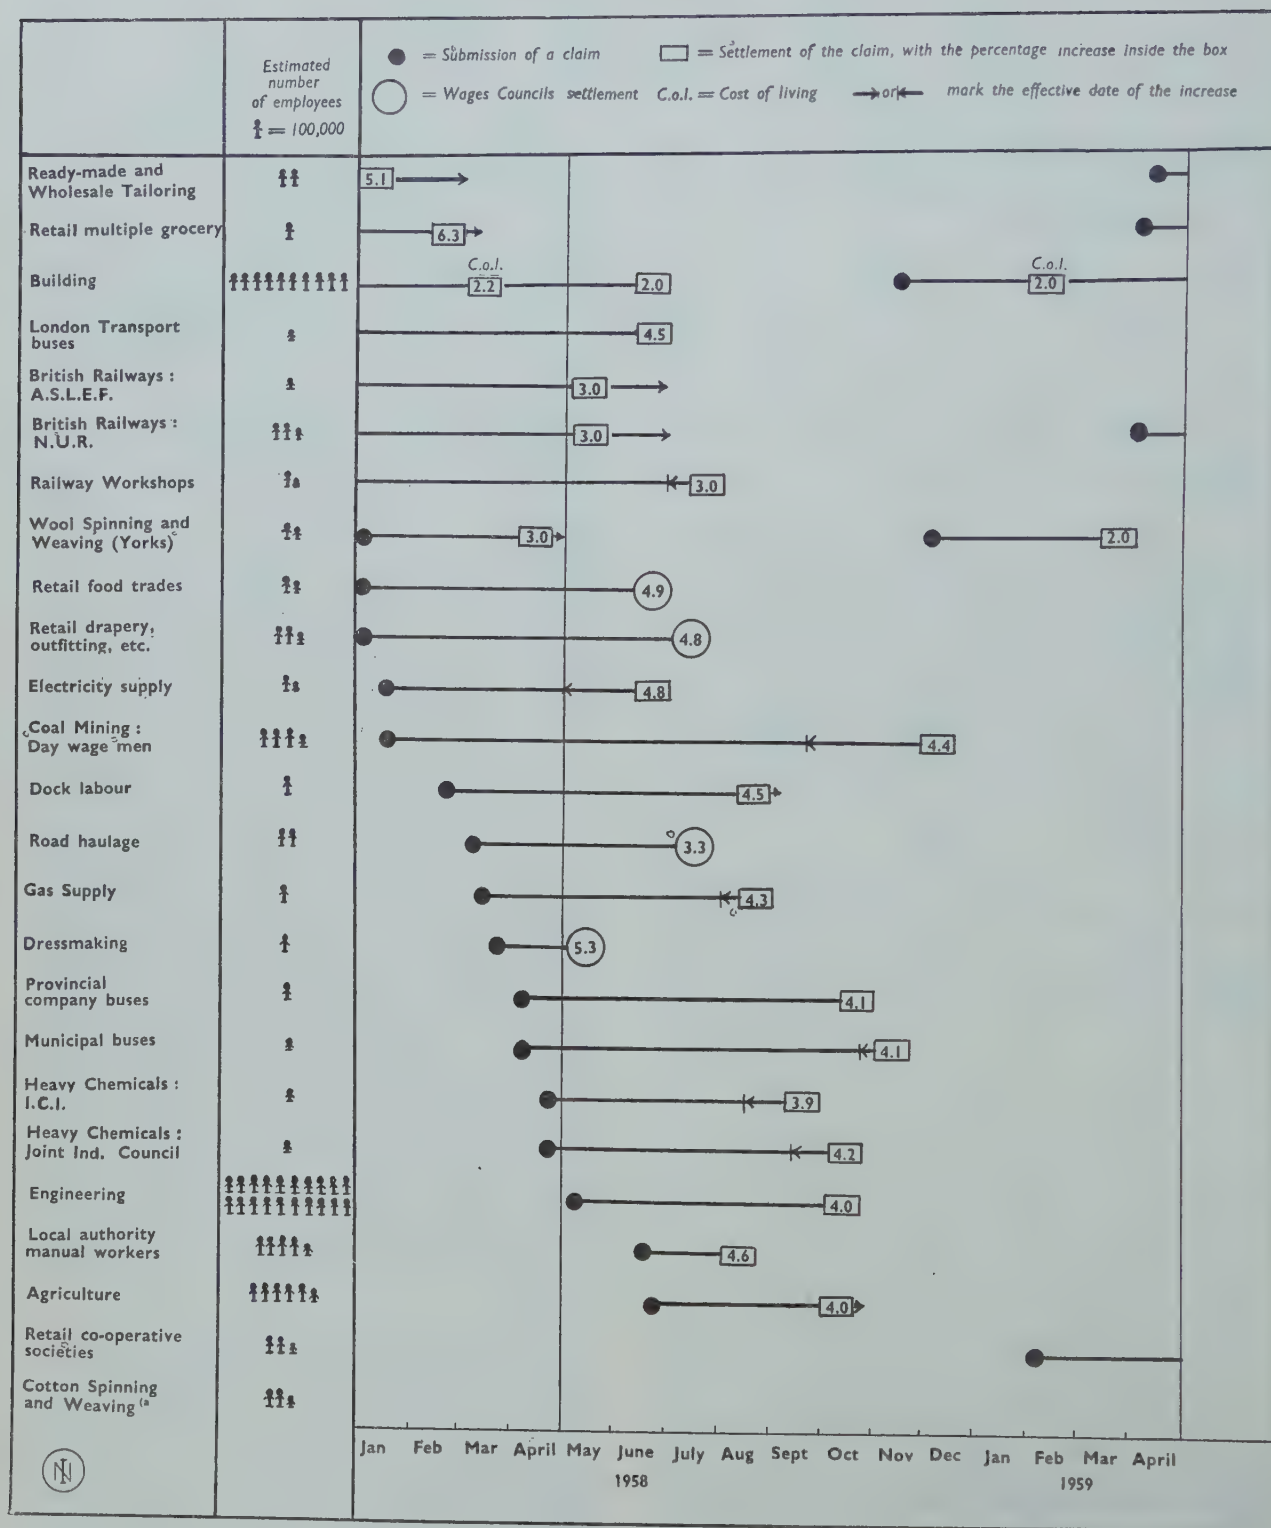 Estimated
number
of employees
= 100,000
= Submission of a claim
= Settlement of the claim, with the percentage increase inside the box
= Wages Councils settlement
C.o.l. = Cost of living
or
mark the effective date of the increase
Ready-made and
Wholesale Tailoring
5.1
Retail multiple grocery
6.3
Building
C.o.l.
2.2
2.0
C.o.l.
2.0
London Transport
buses
4.5
British Railways :
A.S.L.E.F.
3.0
British Railways :
N.U.R.
3.0
Railway Workshops
3.0
Wool Spinning and
Weaving (Yorks)
3.0
2.0
Retail food trades
4.9
Retail drapery,
outfitting, etc.
4.8
Electricity supply
4.8
Coal Mining :
Day wage men
4.4
Dock labour
4.5
Road haulage
3.3
Gas Supply
4.3
Dressmaking
5.3
Provincial
company buses
4.1
Municipal buses
4.1
Heavy Chemicals :
I.C.I.
3.9
Heavy Chemicals :
Joint Ind. Council
4.2
Engineering
4.0
Local authority
manual workers
4.6
Agriculture
4.0
Retail co-operative
societies
Cotton Spinning
and Weaving (a
Jan Feb Mar April May June July Aug Sept Oct Nov Dec Jan Feb Mar April
1958
1959